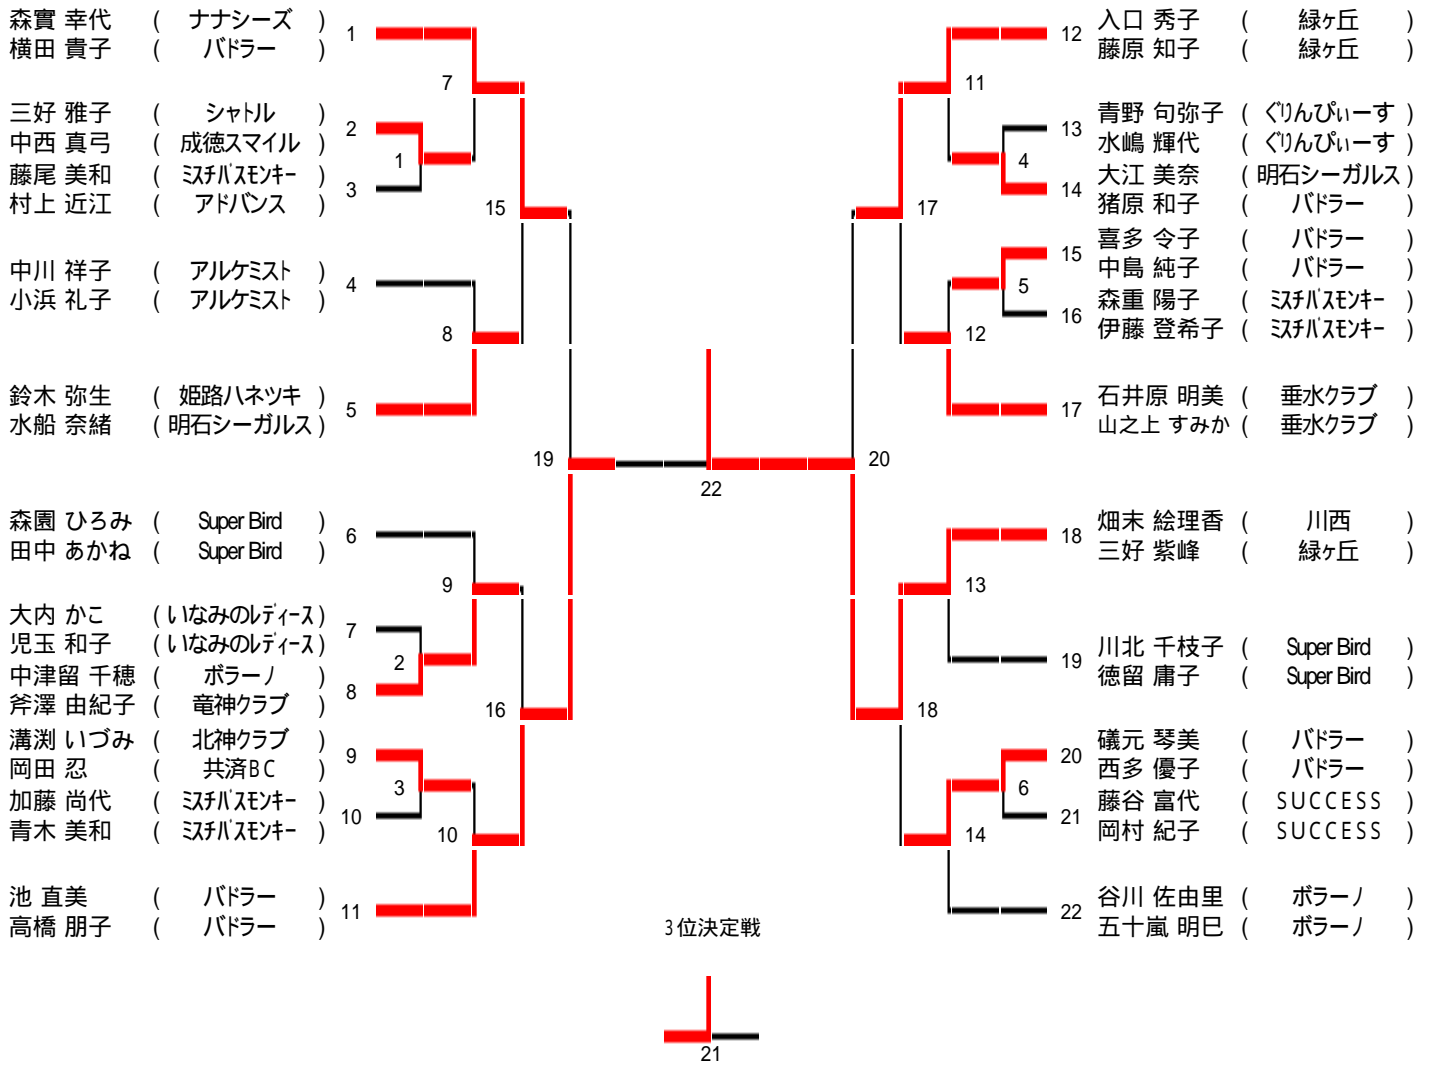 森實 幸代 ( ナナシーズ )
横田 貴子 ( バドラー )
1
7
三好 雅子 ( シャトル )
中西 真弓 ( 成徳スマイル )
2
1
藤尾 美和 ( ミスチバスモンキー )
村上 近江 ( アドバンス )
3
15
中川 祥子 ( アルケミスト )
小浜 礼子 ( アルケミスト )
4
8
鈴木 弥生 ( 姫路ハネツキ )
水船 奈緒 ( 明石シーガルス )
5
19
森園 ひろみ ( Super Bird )
田中 あかね ( Super Bird )
6
9
大内 かこ ( いなみのレディース )
児玉 和子 ( いなみのレディース )
7
2
中津留 千穂 ( ボラーノ )
斧澤 由紀子 ( 竜神クラブ )
8
16
溝渕 いづみ ( 北神クラブ )
岡田 忍 ( 共済BC )
9
3
加藤 尚代 ( ミスチバスモンキー )
青木 美和 ( ミスチバスモンキー )
10
10
池 直美 ( バドラー )
高橋 朋子 ( バドラー )
11
22
3位決定戦
21
12
入口 秀子 ( 緑ヶ丘 )
藤原 知子 ( 緑ヶ丘 )
11
13
青野 句弥子 ( ぐりんぴぃーす )
水嶋 輝代 ( ぐりんぴぃーす )
4
14
大江 美奈 ( 明石シーガルス )
猪原 和子 ( バドラー )
17
15
喜多 令子 ( バドラー )
中島 純子 ( バドラー )
5
16
森重 陽子 ( ミスチバスモンキー )
伊藤 登希子 ( ミスチバスモンキー )
12
17
石井原 明美 ( 垂水クラブ )
山之上 すみか ( 垂水クラブ )
20
18
畑末 絵理香 ( 川西 )
三好 紫峰 ( 緑ヶ丘 )
13
19
川北 千枝子 ( Super Bird )
徳留 庸子 ( Super Bird )
18
20
礒元 琴美 ( バドラー )
西多 優子 ( バドラー )
6
21
藤谷 富代 ( SUCCESS )
岡村 紀子 ( SUCCESS )
14
22
谷川 佐由里 ( ボラーノ )
五十嵐 明巳 ( ボラーノ )